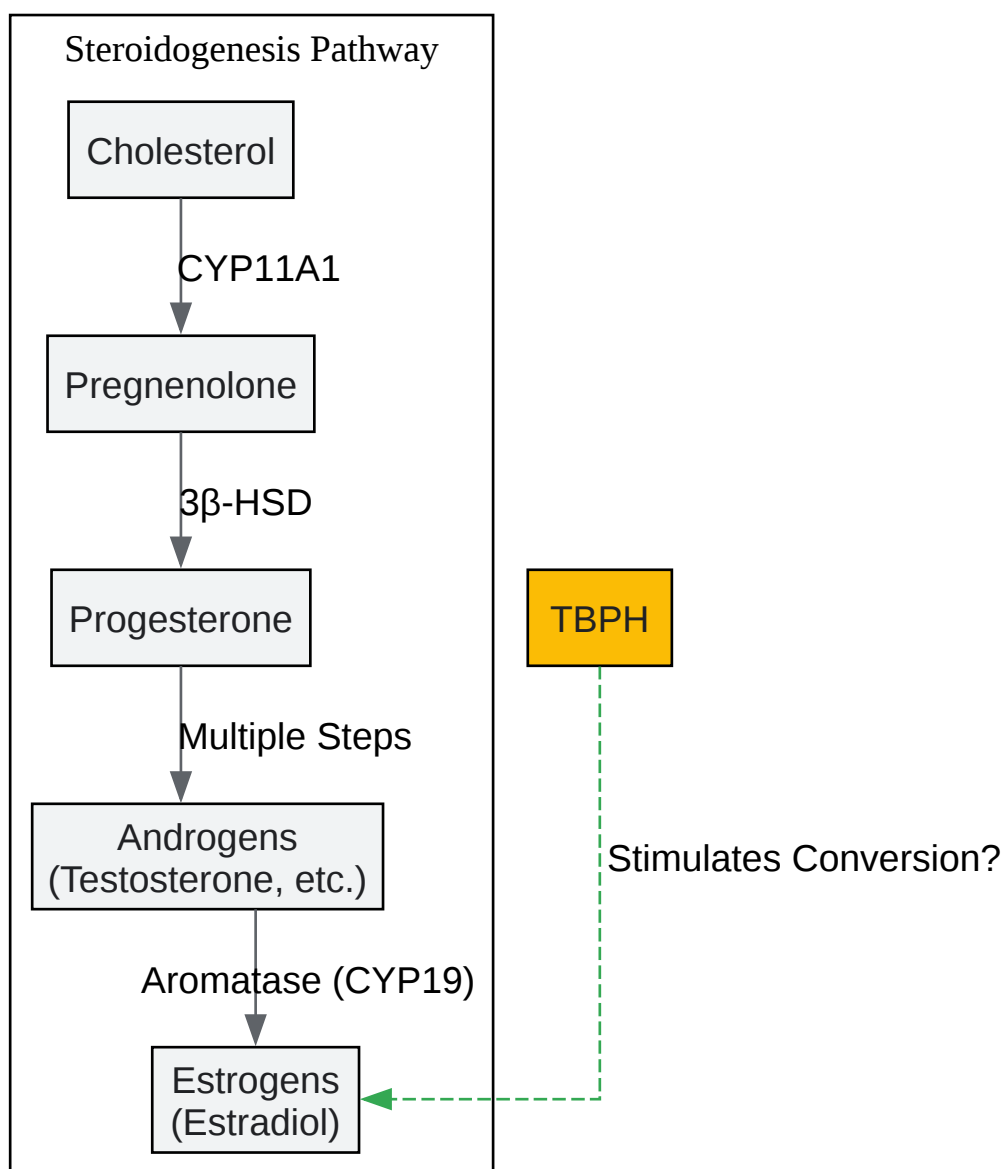 Steroidogenesis Pathway
Cholesterol
CYP11A1
Pregnenolone
3β-HSD
Progesterone
TBPH
Multiple Steps
Androgens
(Testosterone, etc.)
Stimulates Conversion?
Aromatase (CYP19)
Estrogens
(Estradiol)